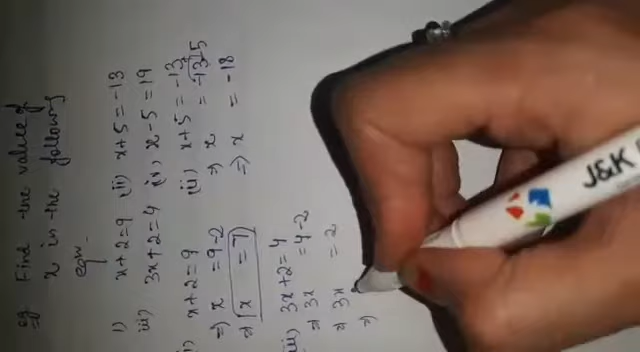 eg Find the value of
x in the following
eqn.
i) x+2=9 (ii) x+5=-13
iii) 3x+2=4 (iv) x-5=19
i) x+2=9
⇒ x =9-2
⇒ x =7
(ii) x+5=-13
⇒ x =-13-5
⇒ x =-18
iii) 3x+2=4
⇒ 3x =4-2
⇒ 3x =2
⇒
J&K